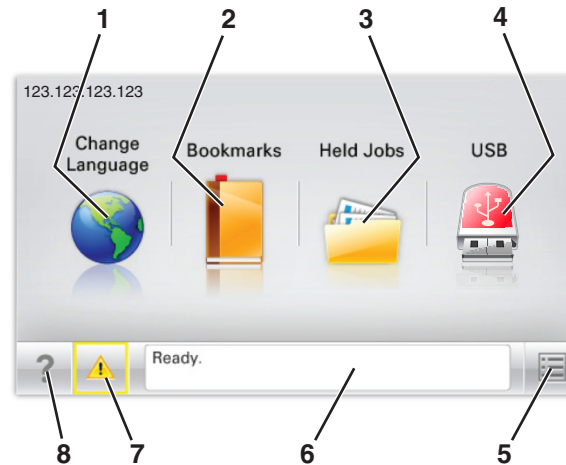 1 2 3 4
123.123.123.123
Change
Language
Bookmarks
Held Jobs
USB
?
Ready.
8 7 6 5